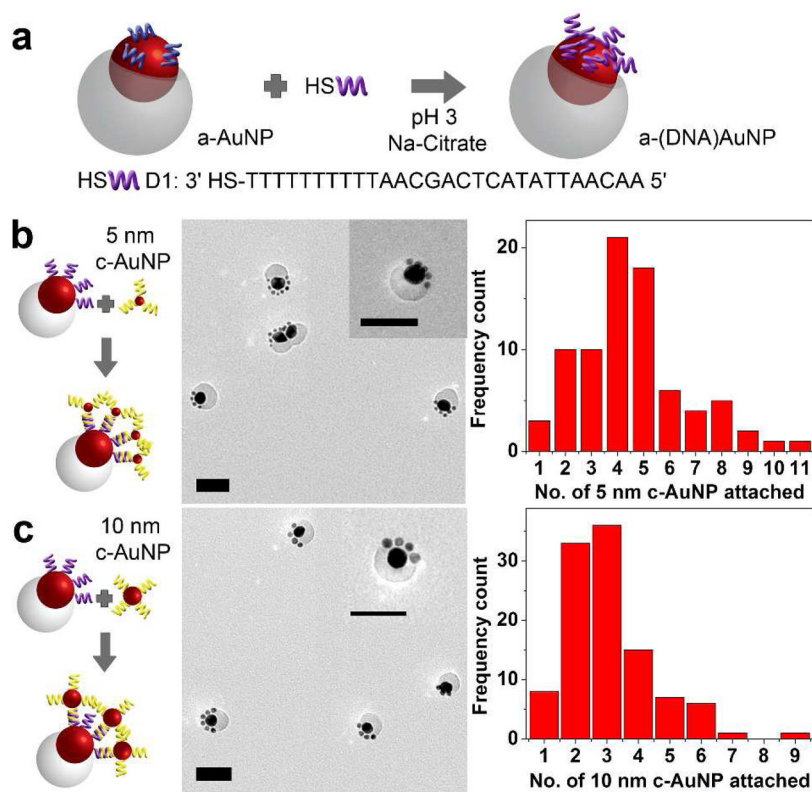 a
HS
a-AuNP
pH 3
Na-Citrate
a-(DNA)AuNP
HS D1: 3' HS-TTTTTTTTTTAACGACTCATATTAACAA 5'
b
5 nm
c-AuNP
20
10
0
Frequency count
1 2 3 4 5 6 7 8 9 10 11
No. of 5 nm c-AuNP attached
c
10 nm
c-AuNP
30
20
10
0
Frequency count
1 2 3 4 5 6 7 8 9
No. of 10 nm c-AuNP attached